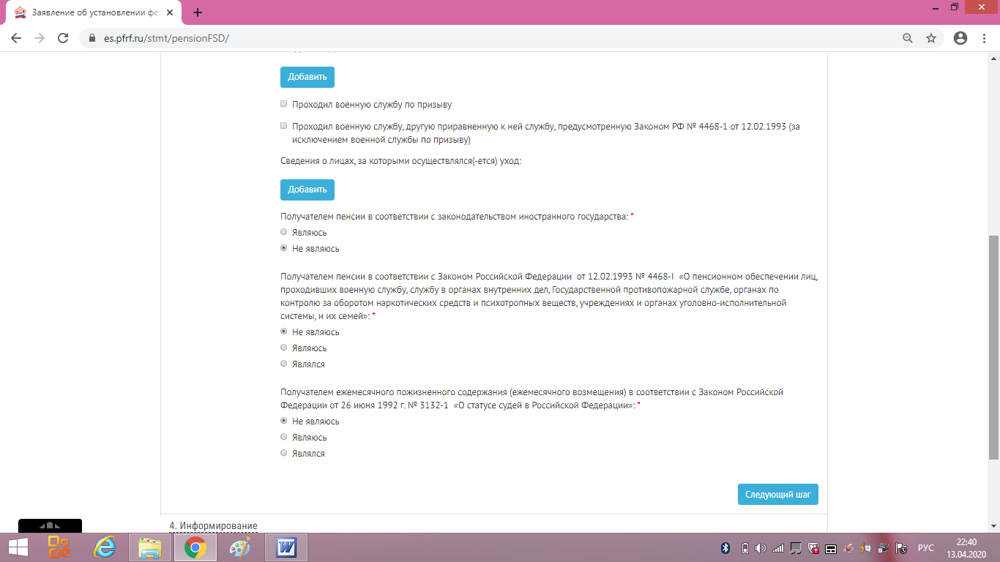 Заявление об установлении фе
es.pfrf.ru/stmt/pensionFSD/
Добавить
Проходил военную службу по призыву
Проходил военную службу, другую приравненную к ней службу, предусмотренную Законом РФ № 4468-1 от 12.02.1993 (за
исключением военной службы по призыву)
Сведения о лицах, за которыми осуществлялся(-ется) уход:
Добавить
Получателем пенсии в соответствии с законодательством иностранного государства: *
Являюсь
Не являюсь
Получателем пенсии в соответствии с Законом Российской Федерации от 12.02.1993 № 4468-I «О пенсионном обеспечении лиц,
проходивших военную службу, службу в органах внутренних дел, Государственной противопожарной службе, органах по
контролю за оборотом наркотических средств и психотропных веществ, учреждениях и органах уголовно-исполнительной
системы, и их семей»: *
Не являюсь
Являюсь
Являлся
Получателем ежемесячного пожизненного содержания (ежемесячного возмещения) в соответствии с Законом Российской
Федерации от 26 июня 1992 г. № 3132-1 «О статусе судей в Российской Федерации»: *
Не являюсь
Являюсь
Являлся
Следующий шаг
4. Информирование
РУС
22:40
13.04.2020